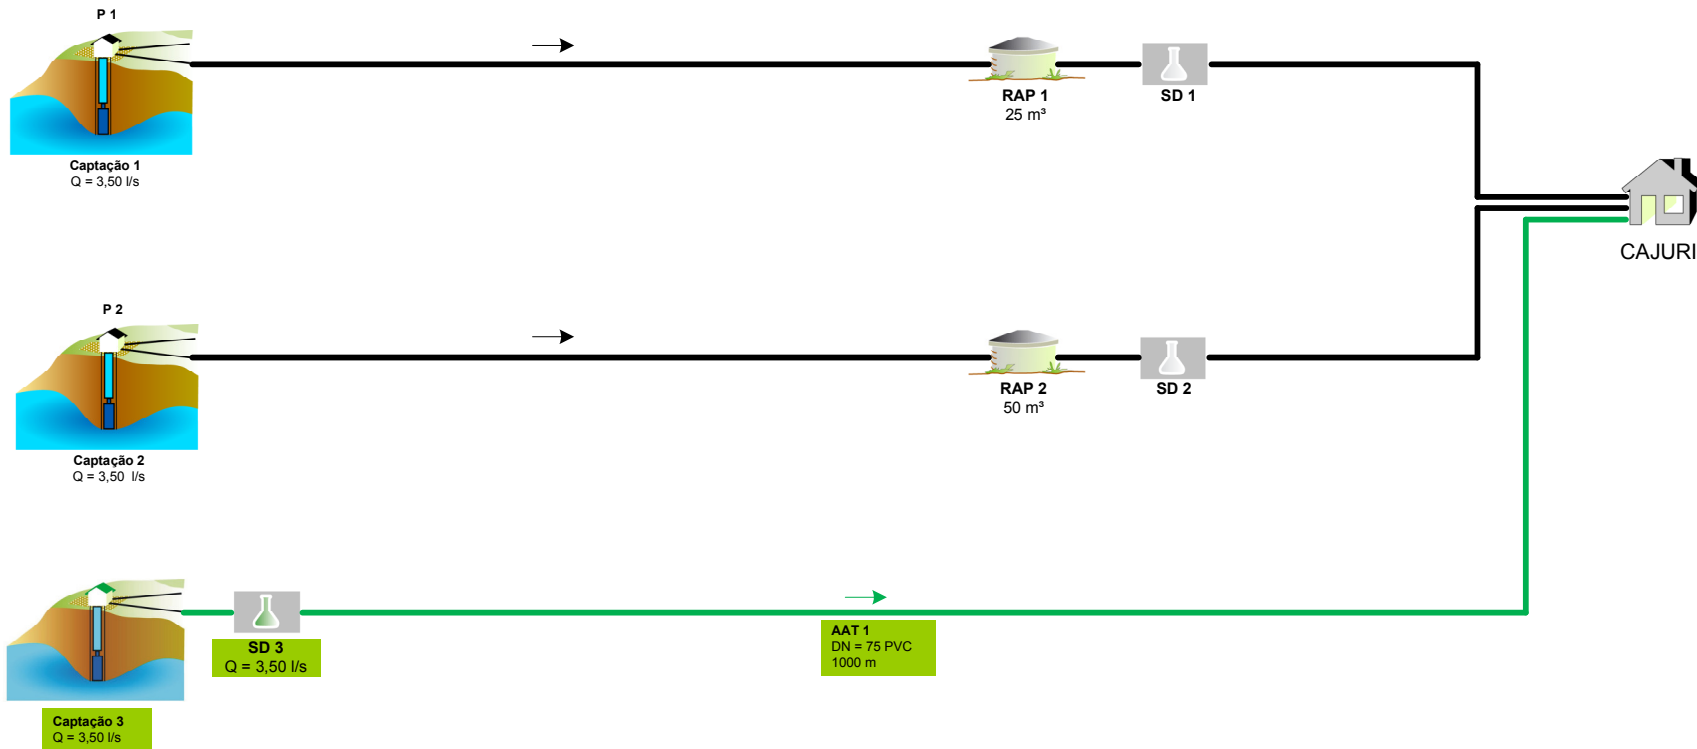 P 1
Captação 1
Q = 3,50 l/s
RAP 1
25 m³
SD 1
CAJURI
P 2
Captação 2
Q = 3,50 l/s
RAP 2
50 m³
SD 2
SD 3
Q = 3,50 l/s
AAT 1
DN = 75 PVC
1000 m
Captação 3
Q = 3,50 l/s